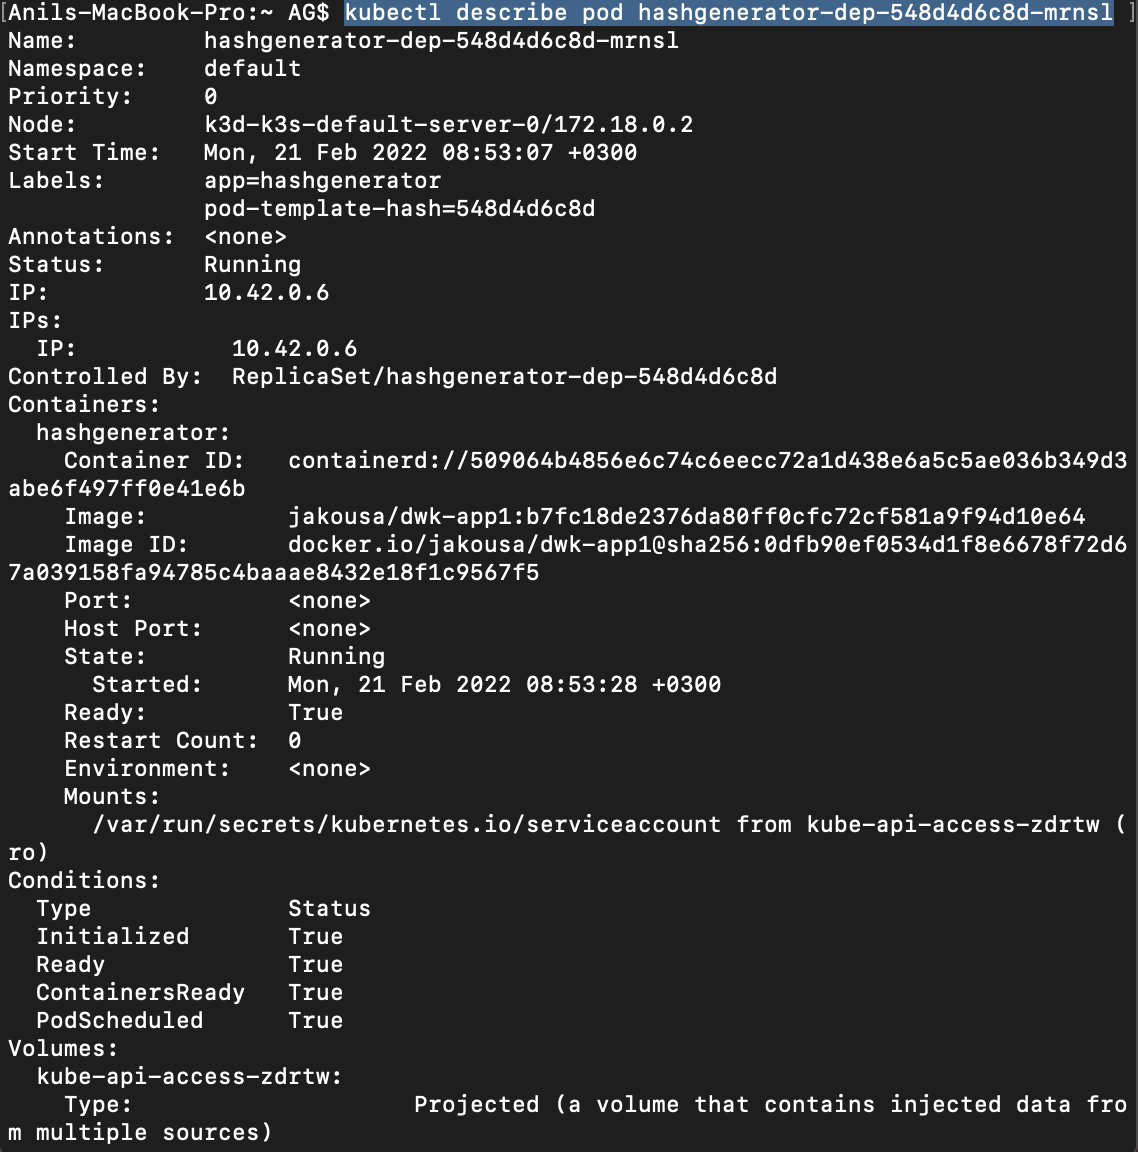 [Anils-MacBook-Pro:~ AG$ kubectl describe pod hashgenerator-dep-548d4d6c8d-mrnsl ]
Name:         hashgenerator-dep-548d4d6c8d-mrnsl
Namespace:    default
Priority:     0
Node:         k3d-k3s-default-server-0/172.18.0.2
Start Time:   Mon, 21 Feb 2022 08:53:07 +0300
Labels:       app=hashgenerator
              pod-template-hash=548d4d6c8d
Annotations:  <none>
Status:       Running
IP:           10.42.0.6
IPs:
  IP:           10.42.0.6
Controlled By:  ReplicaSet/hashgenerator-dep-548d4d6c8d
Containers:
  hashgenerator:
    Container ID:   containerd://509064b4856e6c74c6eecc72a1d438e6a5c5ae036b349d3
abe6f497ff0e41e6b
    Image:          jakousa/dwk-app1:b7fc18de2376da80ff0cfc72cf581a9f94d10e64
    Image ID:       docker.io/jakousa/dwk-app1@sha256:0dfb90ef0534d1f8e6678f72d6
7a039158fa94785c4baaae8432e18f1c9567f5
    Port:           <none>
    Host Port:      <none>
    State:          Running
      Started:      Mon, 21 Feb 2022 08:53:28 +0300
    Ready:          True
    Restart Count:  0
    Environment:    <none>
    Mounts:
      /var/run/secrets/kubernetes.io/serviceaccount from kube-api-access-zdrtw (
ro)
Conditions:
  Type              Status
  Initialized       True
  Ready             True
  ContainersReady   True
  PodScheduled      True
Volumes:
  kube-api-access-zdrtw:
    Type:                    Projected (a volume that contains injected data fro
m multiple sources)